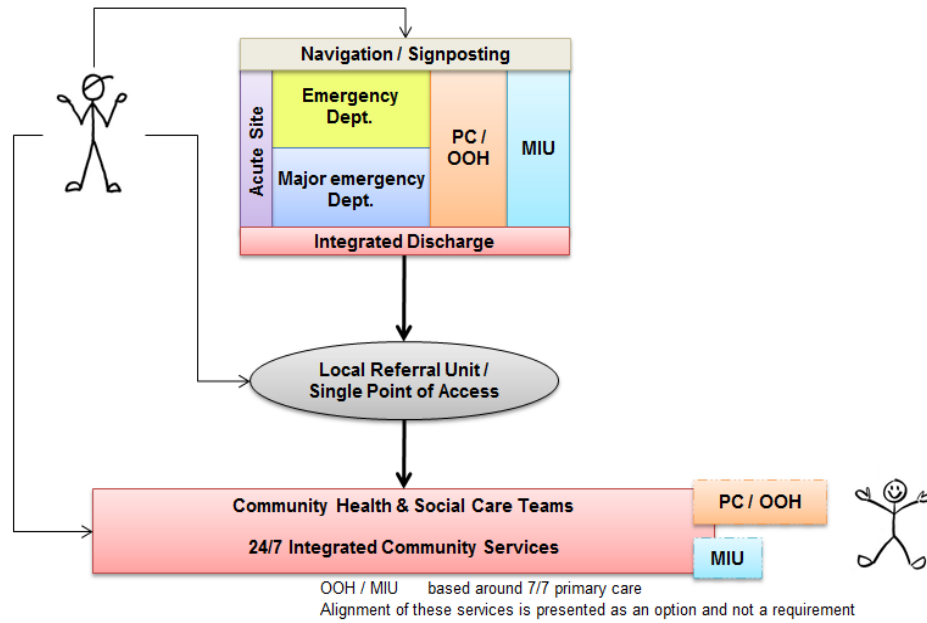 Navigation / Signposting
Acute Site
Emergency
Dept.
Major emergency
Dept.
PC /
OOH
MIU
Integrated Discharge
Local Referral Unit /
Single Point of Access
Community Health & Social Care Teams
24/7 Integrated Community Services
PC / OOH
MIU
OOH / MIU based around 7/7 primary care
Alignment of these services is presented as an option and not a requirement